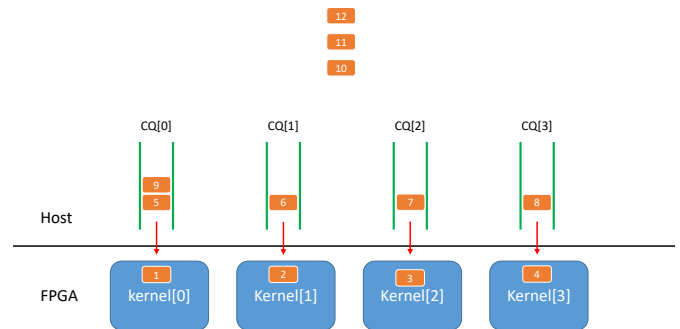 12
11
10
CQ[0] CQ[1] CQ[2] CQ[3]
9
5 6 7 8
Host
1 2 3 4
FPGA kernel[0] Kernel[1] Kernel[2] Kernel[3]